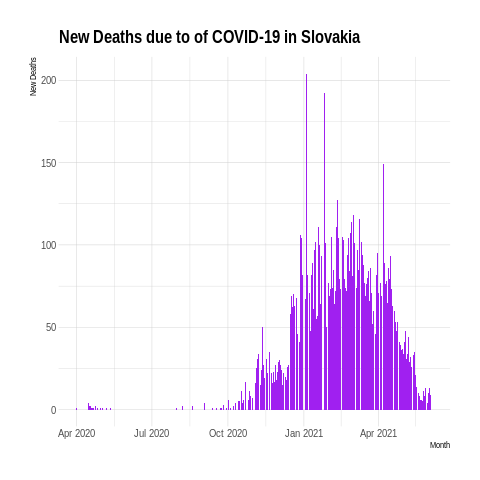 New Deaths due to of COVID-19 in Slovakia
New Deaths
200
150
100
50
0
Apr 2020 Jul 2020 Oct 2020 Jan 2021 Apr 2021
Month